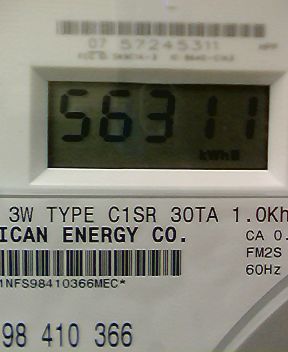 07 57245311
56311
kWh
3W TYPE C1SR 30TA 1.0Kh
ICAN ENERGY CO.
CA 0.
FM2S
60Hz
1NFS98410366MEC*
98 410 366